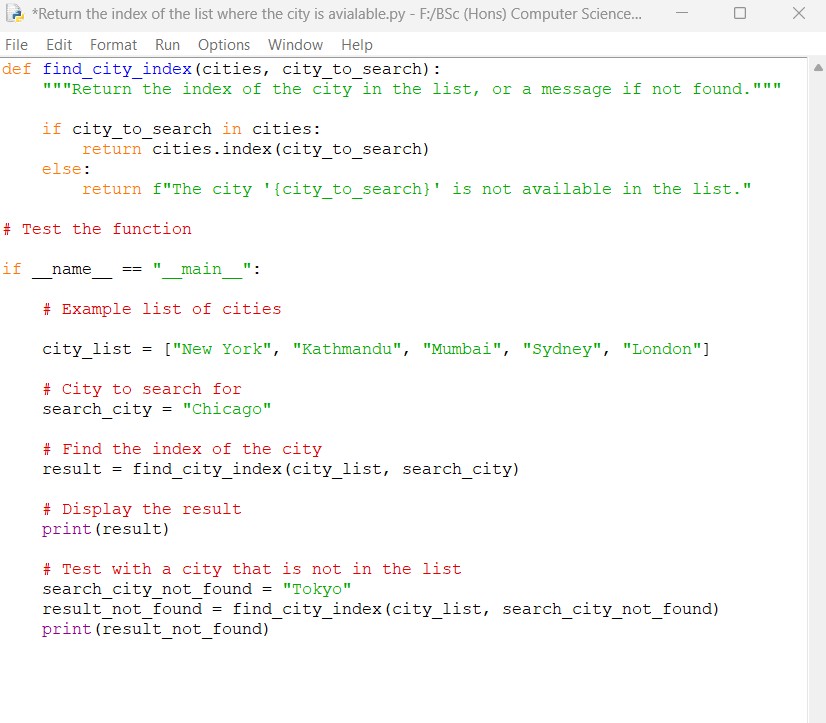 *Return the index of the list where the city is avialable.py - F:/BSc (Hons) Computer Science...
File Edit Format Run Options Window Help
def find_city_index(cities, city_to_search):
    """Return the index of the city in the list, or a message if not found."""

    if city_to_search in cities:
        return cities.index(city_to_search)
    else:
        return f"The city '{city_to_search}' is not available in the list."

# Test the function

if __name__ == "__main__":

    # Example list of cities

    city_list = ["New York", "Kathmandu", "Mumbai", "Sydney", "London"]

    # City to search for
    search_city = "Chicago"

    # Find the index of the city
    result = find_city_index(city_list, search_city)

    # Display the result
    print(result)

    # Test with a city that is not in the list
    search_city_not_found = "Tokyo"
    result_not_found = find_city_index(city_list, search_city_not_found)
    print(result_not_found)